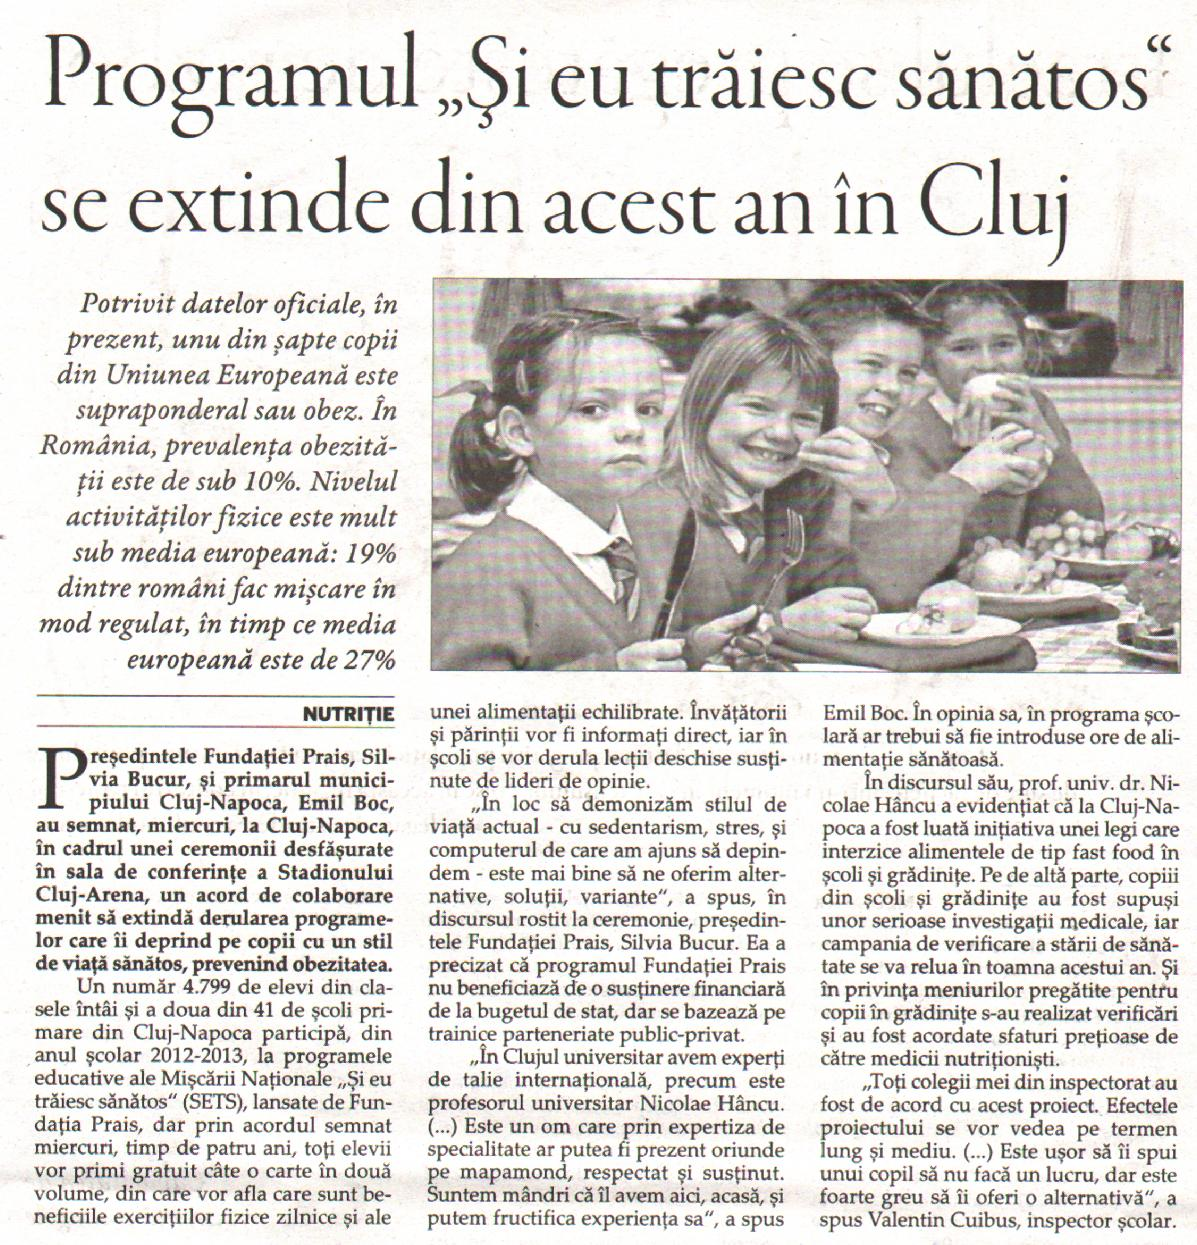 Programul „Şi eu trăiesc sănătos“
se extinde din acest an în Cluj
Potrivit datelor oficiale, în
prezent, unu din şapte copii
din Uniunea Europeană este
supraponderal sau obez. În
România, prevalenţa obezită-
ţii este de sub 10%. Nivelul
activităţilor fizice este mult
sub media europeană: 19%
dintre români fac mişcare în
mod regulat, în timp ce media
europeană este de 27%
NUTRIŢIE
Preşedintele Fundaţiei Prais, Sil-
via Bucur, şi primarul munici-
piului Cluj-Napoca, Emil Boc,
au semnat, miercuri, la Cluj-Napoca,
în cadrul unei ceremonii desfăşurate
în sala de conferinţe a Stadionului
Cluj-Arena, un acord de colaborare
menit să extindă derularea programe-
lor care îi deprind pe copii cu un stil
de viaţă sănătos, prevenind obezitatea.
Un număr 4.799 de elevi din cla-
sele întâi şi a doua din 41 de şcoli pri-
mare din Cluj-Napoca participă, din
anul şcolar 2012-2013, la programele
educative ale Mişcării Naţionale „Şi eu
trăiesc sănătos“ (SETS), lansate de Fun-
daţia Prais, dar prin acordul semnat
miercuri, timp de patru ani, toţi elevii
vor primi gratuit câte o carte în două
volume, din care vor afla care sunt be-
neficiile exerciţiilor fizice zilnice şi ale
unei alimentaţii echilibrate. Învăţătorii
şi părinţii vor fi informaţi direct, iar în
şcoli se vor derula lecţii deschise susţi-
nute de lideri de opinie.
„În loc să demonizăm stilul de
viaţă actual - cu sedentarism, stres, şi
computerul de care am ajuns să depin-
dem - este mai bine să ne oferim alter-
native, soluţii, variante“, a spus, în
discursul rostit la ceremonie, preşedin-
tele Fundaţiei Prais, Silvia Bucur. Ea a
precizat că programul Fundaţiei Prais
nu beneficiază de o susţinere financiară
de la bugetul de stat, dar se bazează pe
trainice parteneriate public-privat.
„În Clujul universitar avem experţi
de talie internaţională, precum este
profesorul universitar Nicolae Hâncu.
(...) Este un om care prin expertiza de
specialitate ar putea fi prezent oriunde
pe mapamond, respectat şi susţinut.
Suntem mândri că îl avem aici, acasă, şi
putem fructifica experienţa sa“, a spus
Emil Boc. În opinia sa, în programa şco-
lară ar trebui să fie introduse ore de ali-
mentaţie sănătoasă.
În discursul său, prof. univ. dr. Ni-
colae Hâncu a evidenţiat că la Cluj-Na-
poca a fost luată iniţiativa unei legi care
interzice alimentele de tip fast food în
şcoli şi grădiniţe. Pe de altă parte, copiii
din şcoli şi grădiniţe au fost supuşi
unor serioase investigaţii medicale, iar
campania de verificare a stării de sănă-
tate se va relua în toamna acestui an. Şi
în privinţa meniurilor pregătite pentru
copii în grădiniţe s-au realizat verificări
şi au fost acordate sfaturi preţioase de
către medicii nutriţionişti.
„Toţi colegii mei din inspectorat au
fost de acord cu acest proiect. Efectele
proiectului se vor vedea pe termen
lung şi mediu. (...) Este uşor să îi spui
unui copil să nu facă un lucru, dar este
foarte greu să îi oferi o alternativă“, a
spus Valentin Cuibus, inspector şcolar.